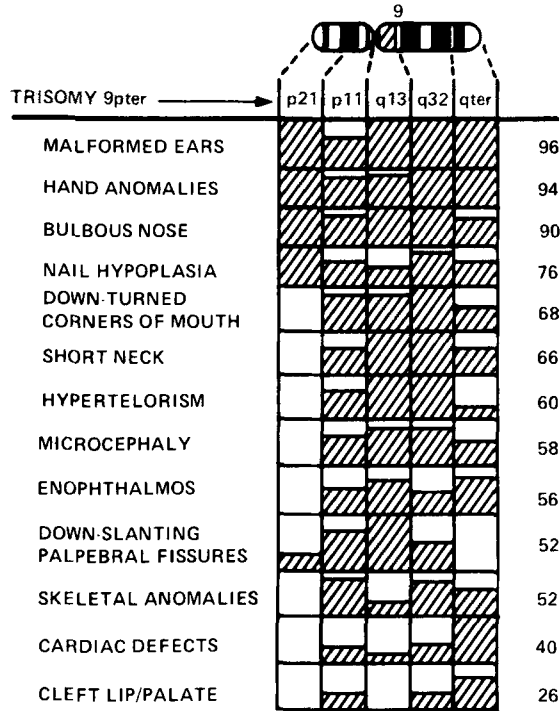 9
TRISOMY 9pter p21 p11 q13 q32 qter
MALFORMED EARS 96
HAND ANOMALIES 94
BULBOUS NOSE 90
NAIL HYPOPLASIA 76
DOWN-TURNED
CORNERS OF MOUTH 68
SHORT NECK 66
HYPERTELORISM 60
MICROCEPHALY 58
ENOPHTHALMOS 56
DOWN-SLANTING
PALPEBRAL FISSURES 52
SKELETAL ANOMALIES 52
CARDIAC DEFECTS 40
CLEFT LIP/PALATE 26